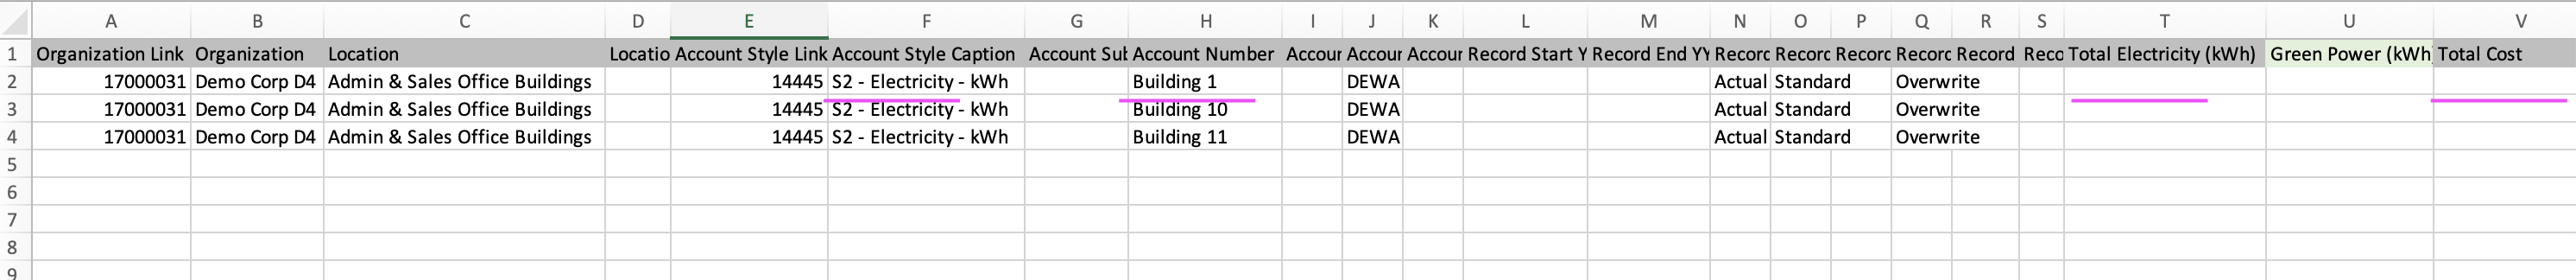 A B C D E F G H I J K L M N O P Q R S T U V
1 Organization Link Organization Location Locatio Account Style Link Account Style Caption Account Sub Account Number Accour Accour Accour Record Start Y Record End YY Record Record Record Record Record Reco Total Electricity (kWh) Green Power (kWh Total Cost
2 17000031 Demo Corp D4 Admin & Sales Office Buildings 14445 S2 - Electricity - kWh Building 1 DEWA Actual Standard Overwrite
3 17000031 Demo Corp D4 Admin & Sales Office Buildings 14445 S2 - Electricity - kWh Building 10 DEWA Actual Standard Overwrite
4 17000031 Demo Corp D4 Admin & Sales Office Buildings 14445 S2 - Electricity - kWh Building 11 DEWA Actual Standard Overwrite
5
6
7
8
9